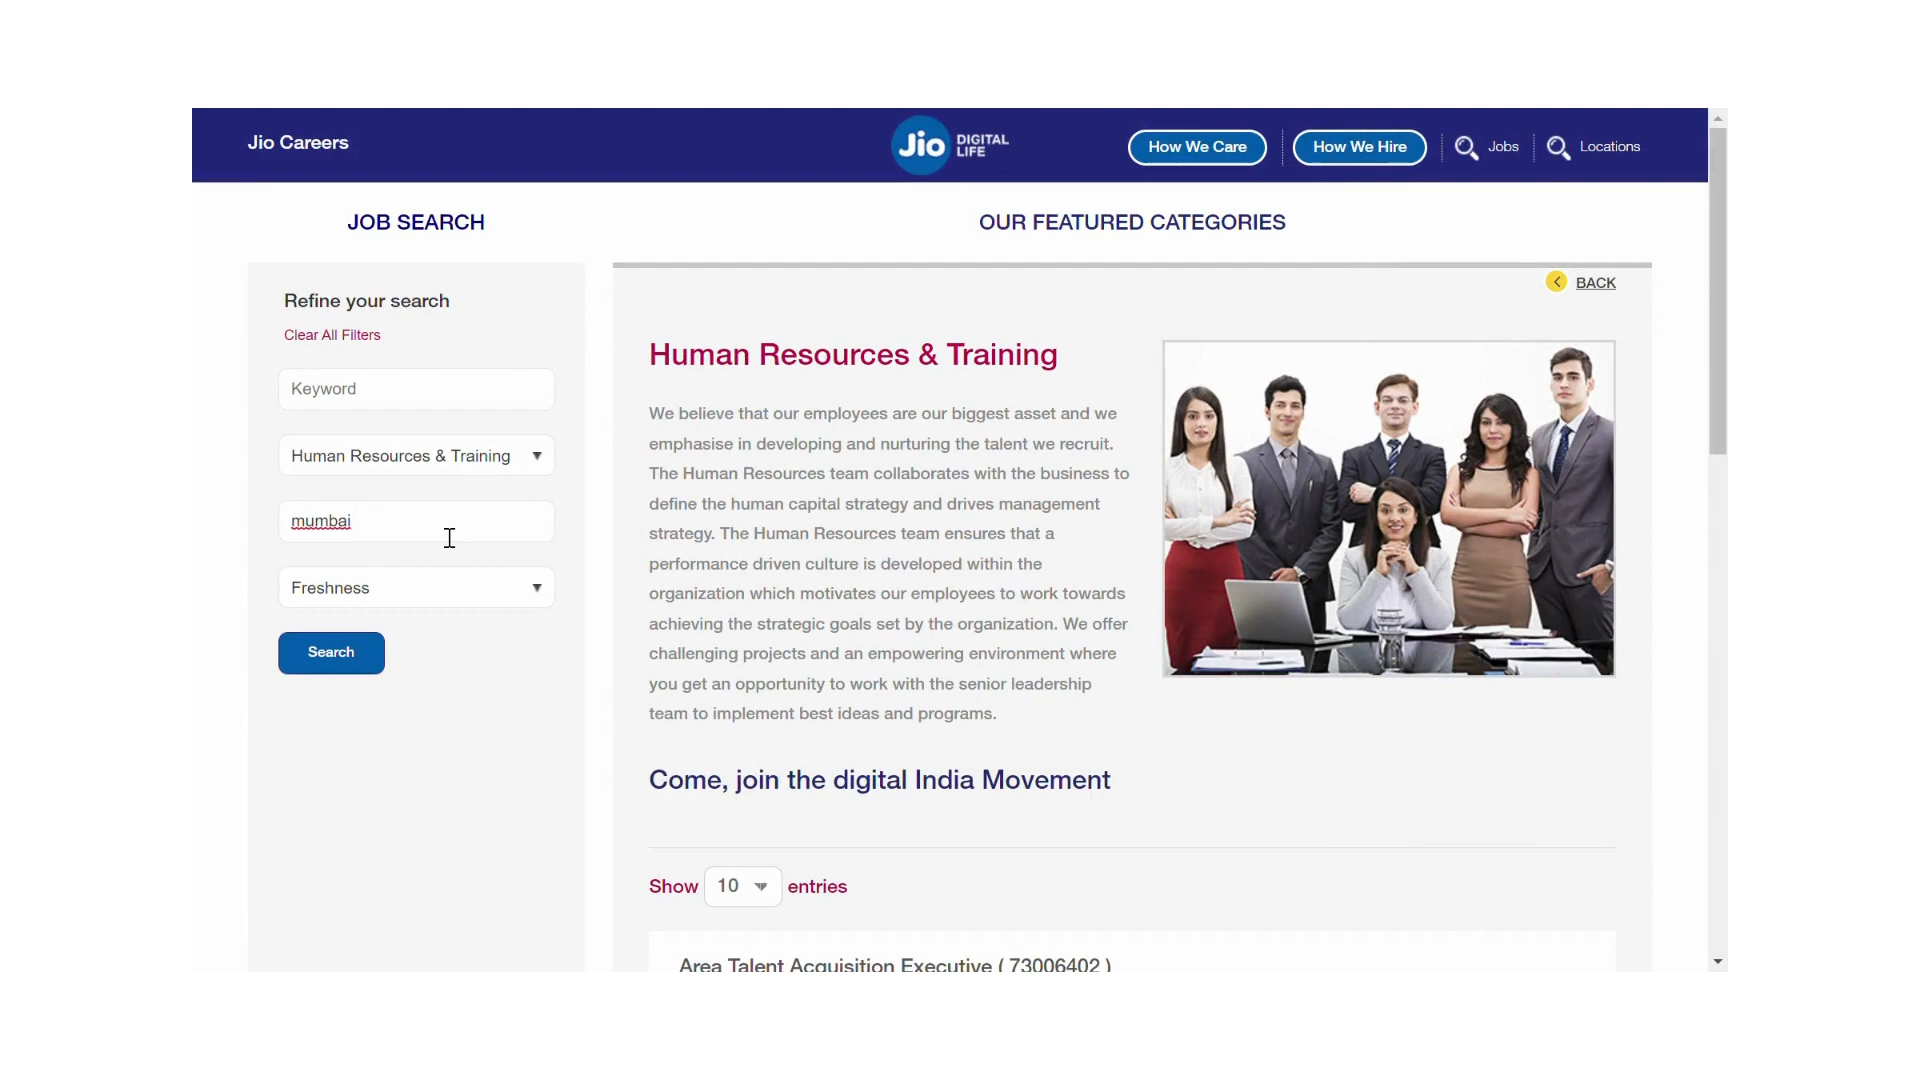 Jio Careers
Jio DIGITAL
LIFE
How We Care
How We Hire
Jobs
Locations
JOB SEARCH
OUR FEATURED CATEGORIES
Refine your search
Clear All Filters
Keyword
Human Resources & Training
mumbai
Freshness
Search
BACK
Human Resources & Training
We believe that our employees are our biggest asset and we
emphasise in developing and nurturing the talent we recruit.
The Human Resources team collaborates with the business to
define the human capital strategy and drives management
strategy. The Human Resources team ensures that a
performance driven culture is developed within the
organization which motivates our employees to work towards
achieving the strategic goals set by the organization. We offer
challenging projects and an empowering environment where
you get an opportunity to work with the senior leadership
team to implement best ideas and programs.
Come, join the digital India Movement
Show 10 entries
Area Talent Acquisition Executive ( 73006402 )